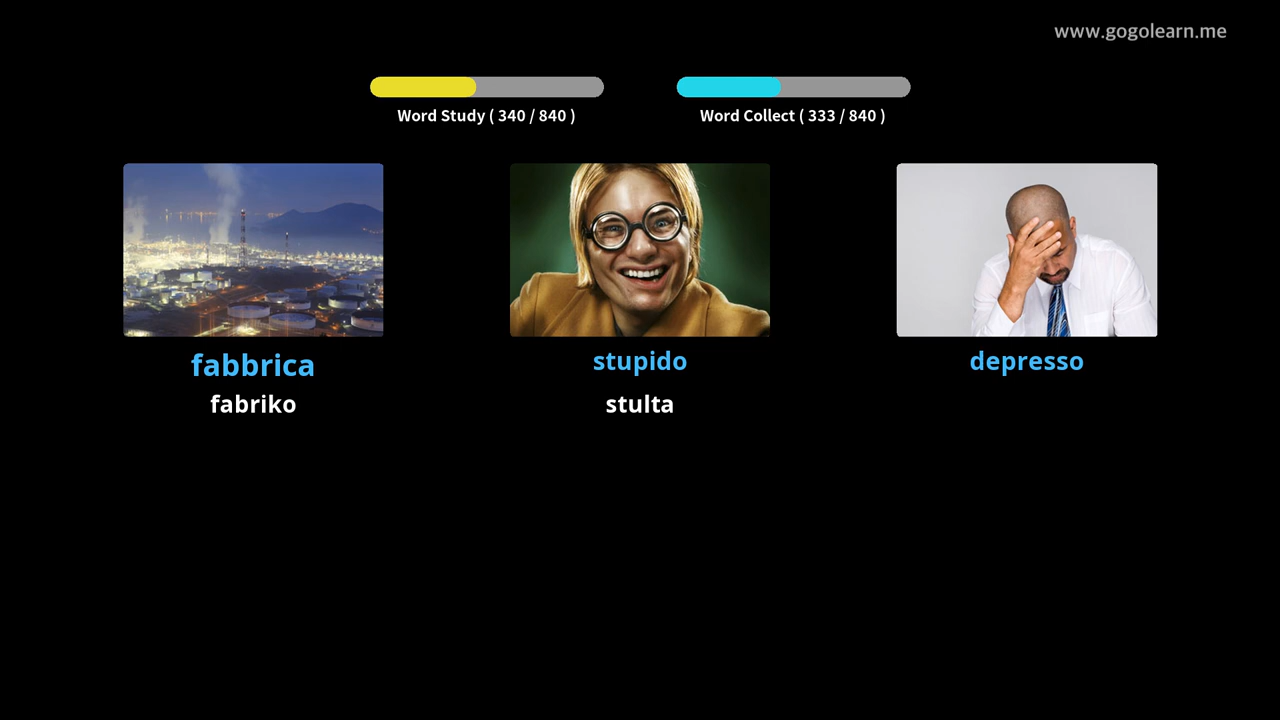 www.gogolearn.me
Word Study ( 340 / 840 )
Word Collect ( 333 / 840 )
fabbrica
stupido
depresso
fabriko
stulta